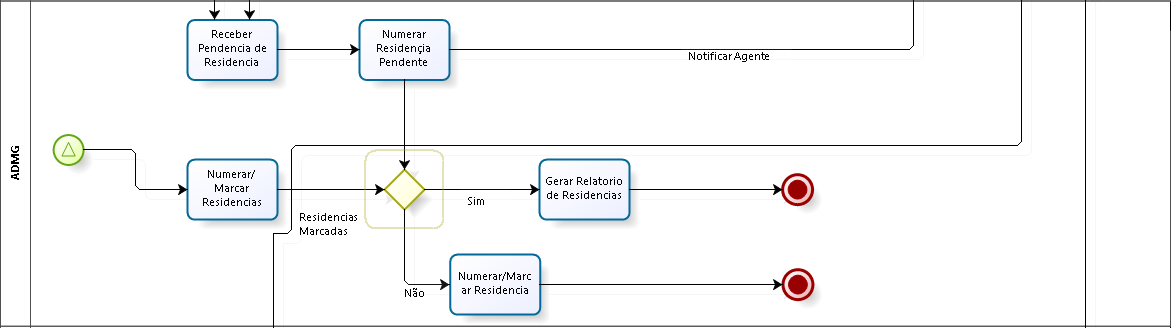 ADMG
Receber
Pendencia de
Residencia
Numerar
Residençia
Pendente
Notificar Agente
Numerar/
Marcar
Residencias
Residencias
Marcadas
Sim
Gerar Relatorio
de Residencias
Não
Numerar/Marc
ar Residencia